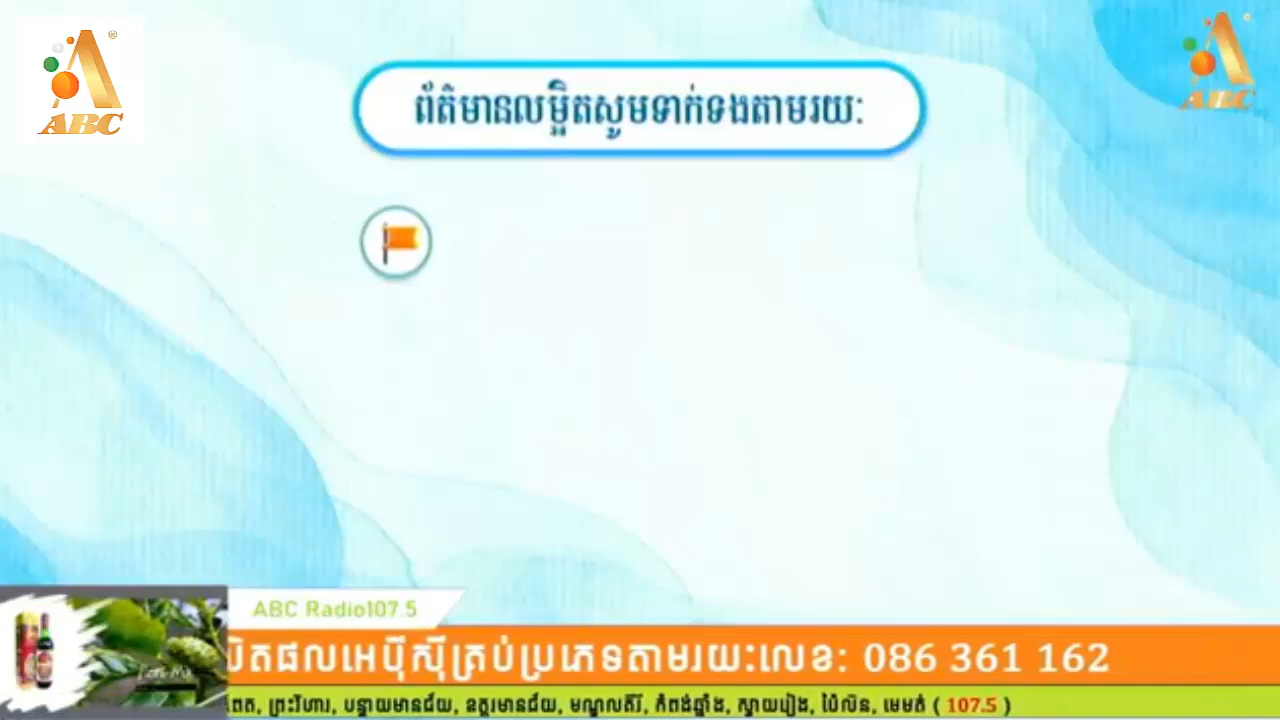 ABC
ABC
ព័ត៌មានលម្អិតសូមទាក់ទងតាមរយៈ
ABC Radio107.5
ផលិតផលអេប៊ីស៊ីគ្រប់ប្រភេទតាមរយៈលេខ: 086 361 162
ព្រះវិហារ, បន្ទាយមានជ័យ, ឧត្តរមានជ័យ, មណ្ឌលគីរី, កំពង់ឆ្នាំង, ស្វាយរៀង, ប៉ៃលិន, មេមត់ ( 107.5 )